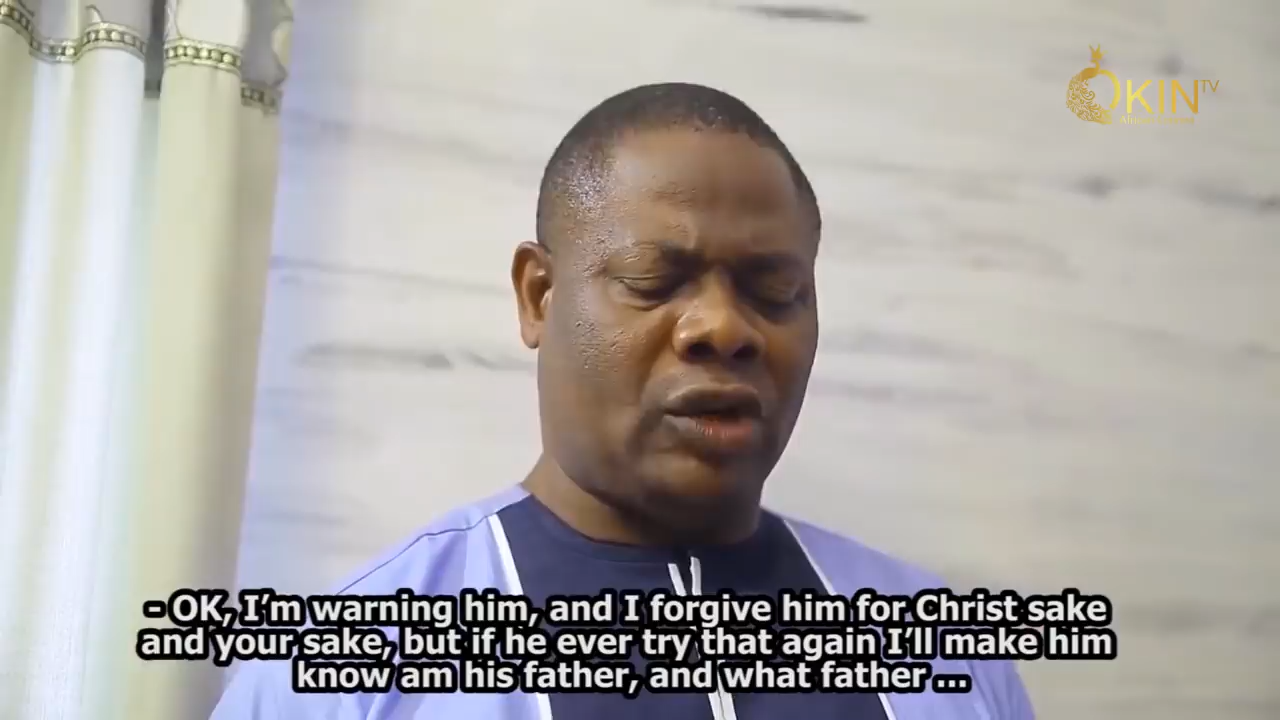 OKIN TV
- OK, I’m warning him, and I forgive him for Christ sake
and your sake, but if he ever try that again I’ll make him
know am his father, and what father ...